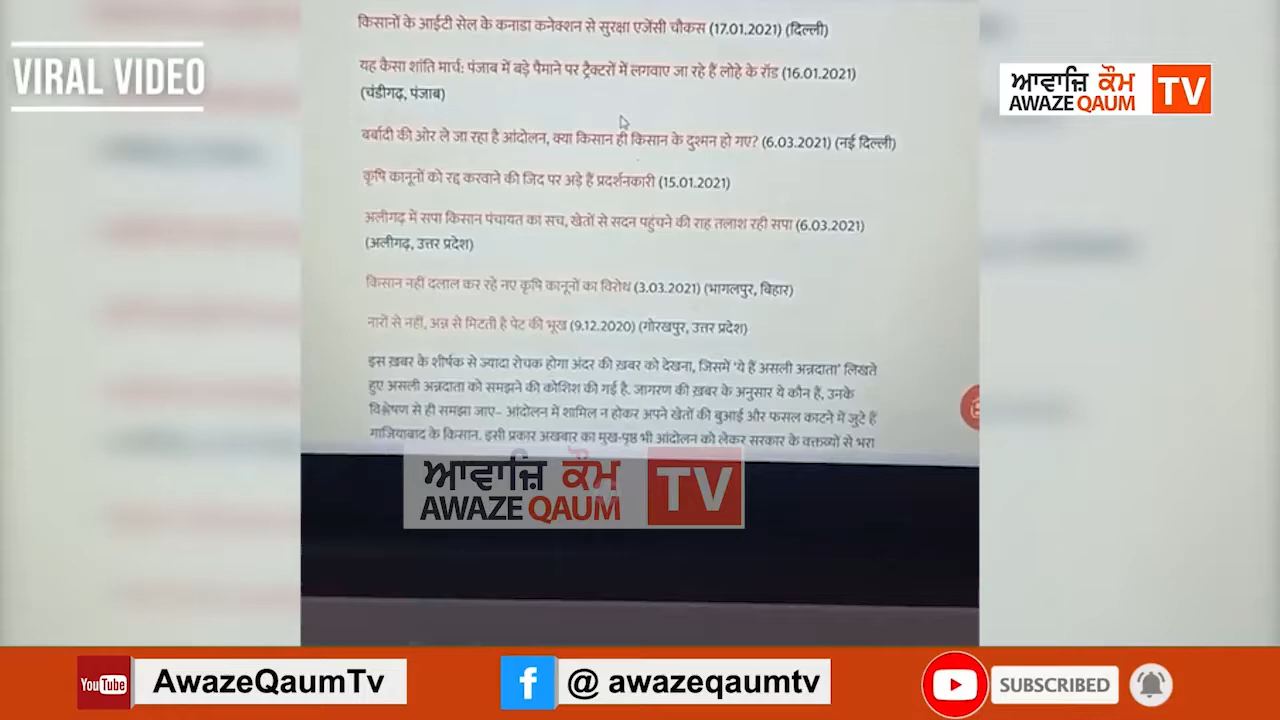 VIRAL VIDEO
किसानों के आईटी सेल के कनाडा कनेक्शन से सुरक्षा एजेंसी चौकस (17.01.2021) (दिल्ली)
यह कैसा शांति मार्च: पंजाब में बड़े पैमाने पर ट्रैक्टरों में लगवाए जा रहे हैं लोहे के रॉड (16.01.2021)
(चंडीगढ़, पंजाब)
बर्बादी की ओर ले जा रहा है आंदोलन, क्या किसान ही किसान के दुश्मन हो गए? (6.03.2021) (नई दिल्ली)
कृषि कानूनों को रद्द करवाने की जिद पर अड़े हैं प्रदर्शनकारी (15.01.2021)
अलीगढ़ में सपा किसान पंचायत का सच, खेतों से सदन पहुंचने की राह तलाश रही सपा (6.03.2021)
(अलीगढ़, उत्तर प्रदेश)
किसान नहीं दलाल कर रहे नए कृषि कानूनों का विरोध (3.03.2021) (भागलपुर, बिहार)
नारों से नहीं, अन्न से मिटती है पेट की भूख (9.12.2020) (गोरखपुर, उत्तर प्रदेश)
इस ख़बर के शीर्षक से ज्यादा रोचक होगा अंदर की ख़बर को देखना, जिसमें 'ये हैं असली अन्नदाता' लिखते
हुए असली अन्नदाता को समझने की कोशिश की गई है. जागरण की ख़बर के अनुसार ये कौन हैं, उनके
विश्लेषण से ही समझा जाए– आंदोलन में शामिल न होकर अपने खेतों की बुआई और फसल काटने में जुटे हैं
गाजियाबाद के किसान. इसी प्रकार अखबार का मुख-पृष्ठ भी आंदोलन को लेकर सरकार के वक्तव्यों से भरा
ਆਵਾਜ਼ਿ ਕੌਮ
AWAZE QAUM TV
ਆਵਾਜ਼ਿ ਕੌਮ
AWAZE QAUM TV
YouTube AwazeQaumTv
f @ awazeqaumtv
SUBSCRIBED